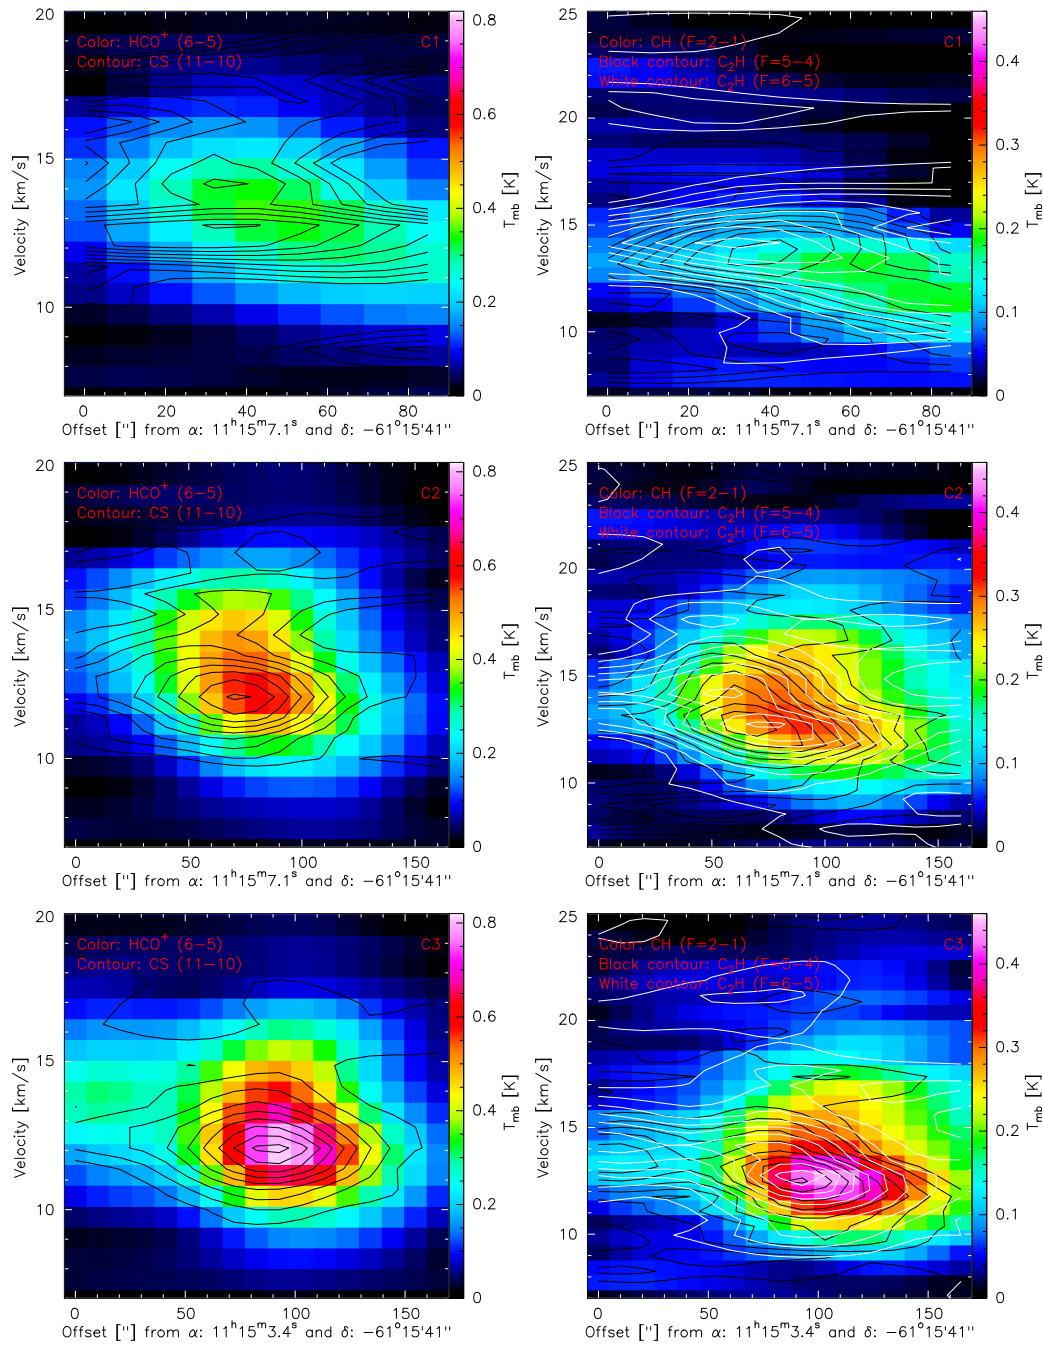 20
15
10
Velocity [km/s]
Color: HCO⁺ (6−5)
Contour: CS (11−10)
C1
0 20 40 60 80
Offset ["] from α: 11ʰ15ᵐ7.1ˢ and δ: −61°15'41"
0.8
0.6
0.4
0.2
0
T_mb [K]
25
20
15
10
Velocity [km/s]
Color: CH (F=2−1)
Black contour: C₂H (F=5−4)
White contour: C₂H (F=6−5)
C1
0 20 40 60 80
Offset ["] from α: 11ʰ15ᵐ7.1ˢ and δ: −61°15'41"
0.4
0.3
0.2
0.1
0
T_mb [K]
20
15
10
Velocity [km/s]
Color: HCO⁺ (6−5)
Contour: CS (11−10)
C2
0 50 100 150
Offset ["] from α: 11ʰ15ᵐ7.1ˢ and δ: −61°15'41"
0.8
0.6
0.4
0.2
0
T_mb [K]
25
20
15
10
Velocity [km/s]
Color: CH (F=2−1)
Black contour: C₂H (F=5−4)
White contour: C₂H (F=6−5)
C2
0 50 100 150
Offset ["] from α: 11ʰ15ᵐ7.1ˢ and δ: −61°15'41"
0.4
0.3
0.2
0.1
0
T_mb [K]
20
15
10
Velocity [km/s]
Color: HCO⁺ (6−5)
Contour: CS (11−10)
C3
0 50 100 150
Offset ["] from α: 11ʰ15ᵐ3.4ˢ and δ: −61°15'41"
0.8
0.6
0.4
0.2
0
T_mb [K]
25
20
15
10
Velocity [km/s]
Color: CH (F=2−1)
Black contour: C₂H (F=5−4)
White contour: C₂H (F=6−5)
C3
0 50 100 150
Offset ["] from α: 11ʰ15ᵐ3.4ˢ and δ: −61°15'41"
0.4
0.3
0.2
0.1
0
T_mb [K]